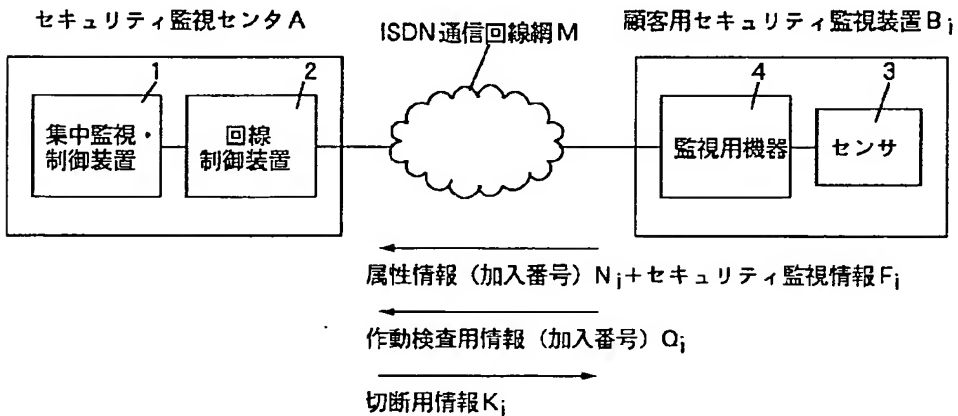 セキュリティ監視センタA
ISDN通信回線網M
顧客用セキュリティ監視装置Bi
1
2
4
3
集中監視・
制御装置
回線
制御装置
監視用機器
センサ
属性情報(加入番号)Ni+セキュリティ監視情報Fi
作動検査用情報(加入番号)Qi
切断用情報Ki